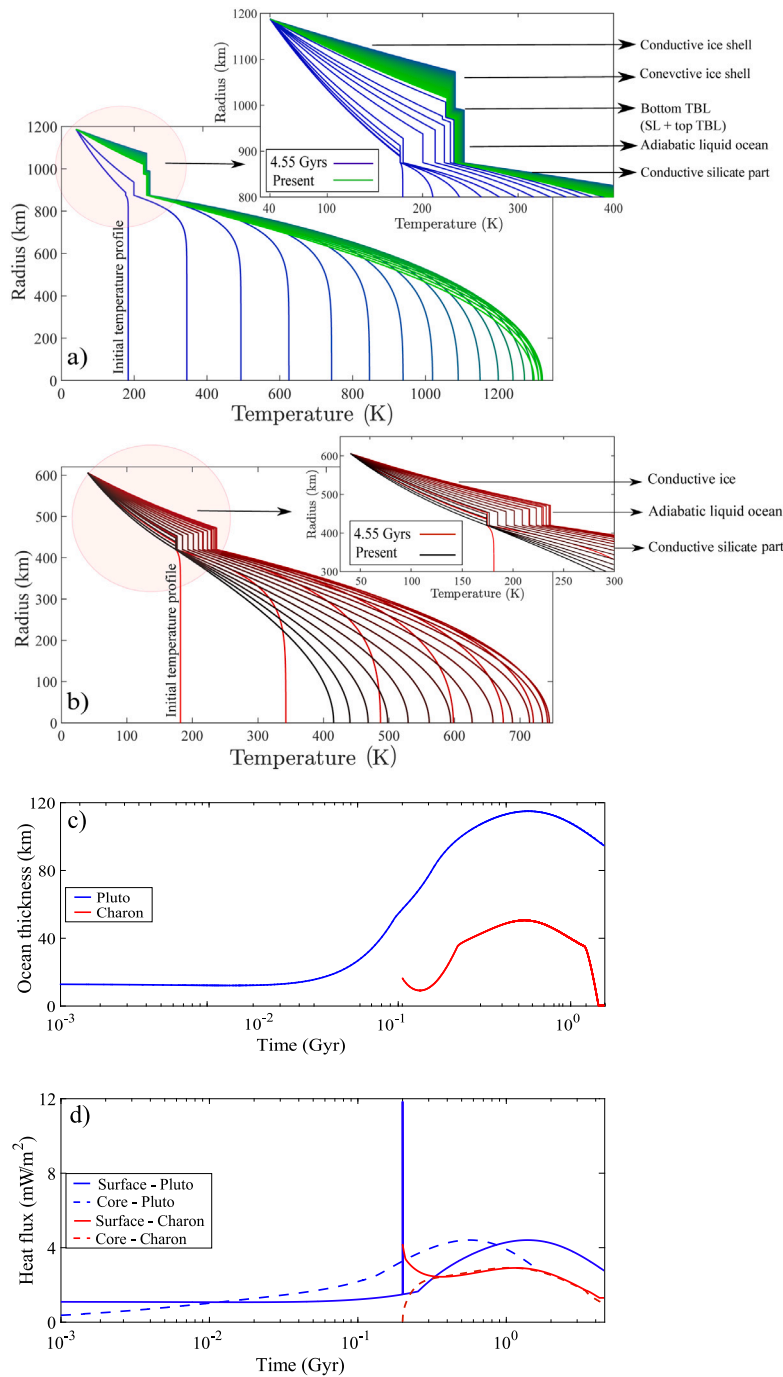 1200
1100
1000
900
800
Radius (km)
40
100
200
300
400
Temperature (K)
4.55 Gyrs
Present
Conductive ice shell
Conevctive ice shell
Bottom TBL
(SL + top TBL)
Adiabatic liquid ocean
Conductive silicate part
1200
1000
800
600
400
200
0
Radius (km)
Initial temperature profile
a)
0
200
400
600
800
1000
1200
Temperature (K)
600
500
400
300
Radius (km)
50
100
150
200
250
300
Temperature (K)
4.55 Gyrs
Present
Conductive ice
Adiabatic liquid ocean
Conductive silicate part
600
500
400
300
200
100
0
Radius (km)
Initial temperature profile
b)
0
100
200
300
400
500
600
700
Temperature (K)
c)
120
80
40
0
Ocean thickness (km)
Pluto
Charon
10-3
10-2
10-1
100
Time (Gyr)
d)
12
8
4
0
Heat flux (mW/m2)
Surface - Pluto
Core - Pluto
Surface - Charon
Core - Charon
10-3
10-2
10-1
100
Time (Gyr)